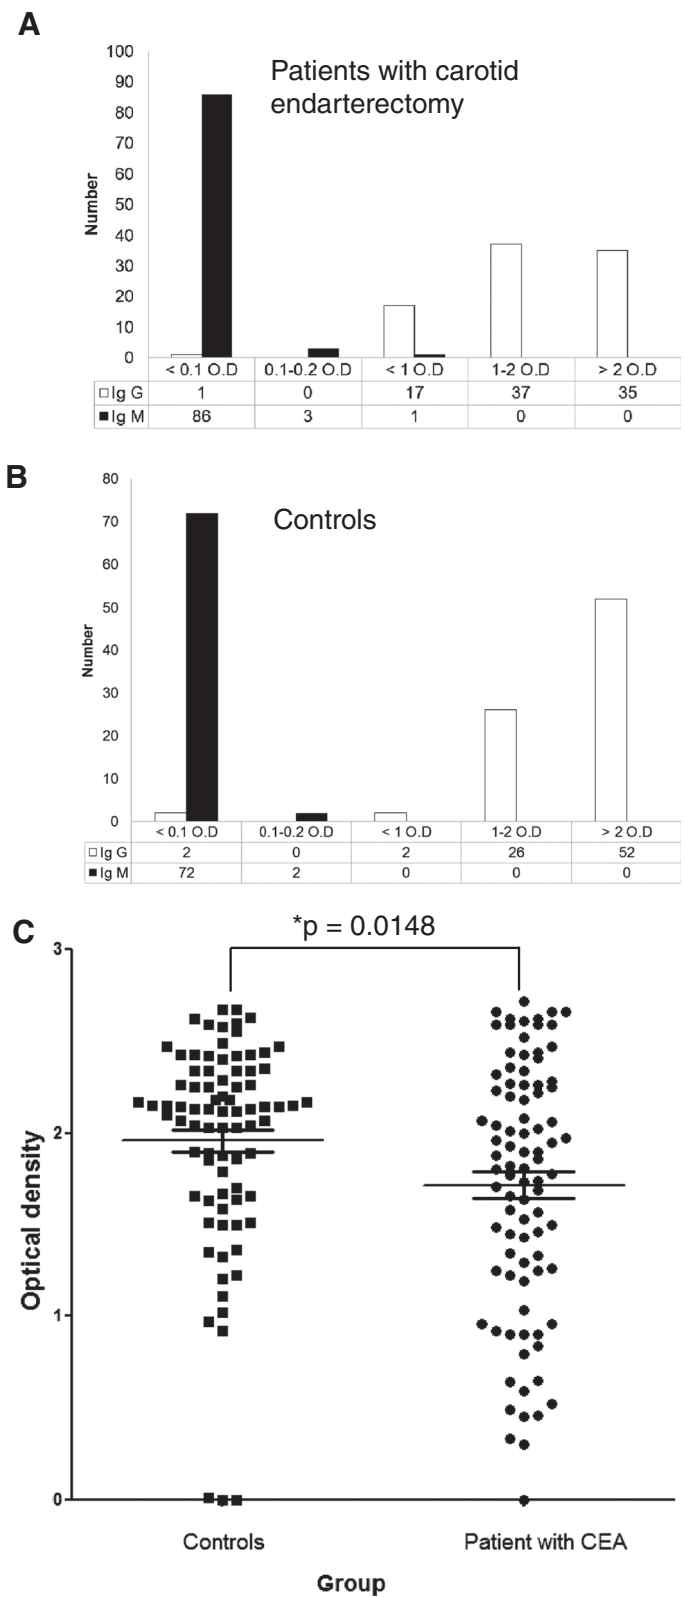 A
Patients with carotid
endarterectomy
Number
100
90
80
70
60
50
40
30
20
10
0
< 0.1 O.D 0.1-0.2 O.D < 1 O.D 1-2 O.D > 2 O.D
Ig G 1 0 17 37 35
Ig M 86 3 1 0 0
B
Controls
Number
80
70
60
50
40
30
20
10
0
< 0.1 O.D 0.1-0.2 O.D < 1 O.D 1-2 O.D > 2 O.D
Ig G 2 0 2 26 52
Ig M 72 2 0 0 0
C
*p = 0.0148
Optical density
3
2
1
0
Controls Patient with CEA
Group